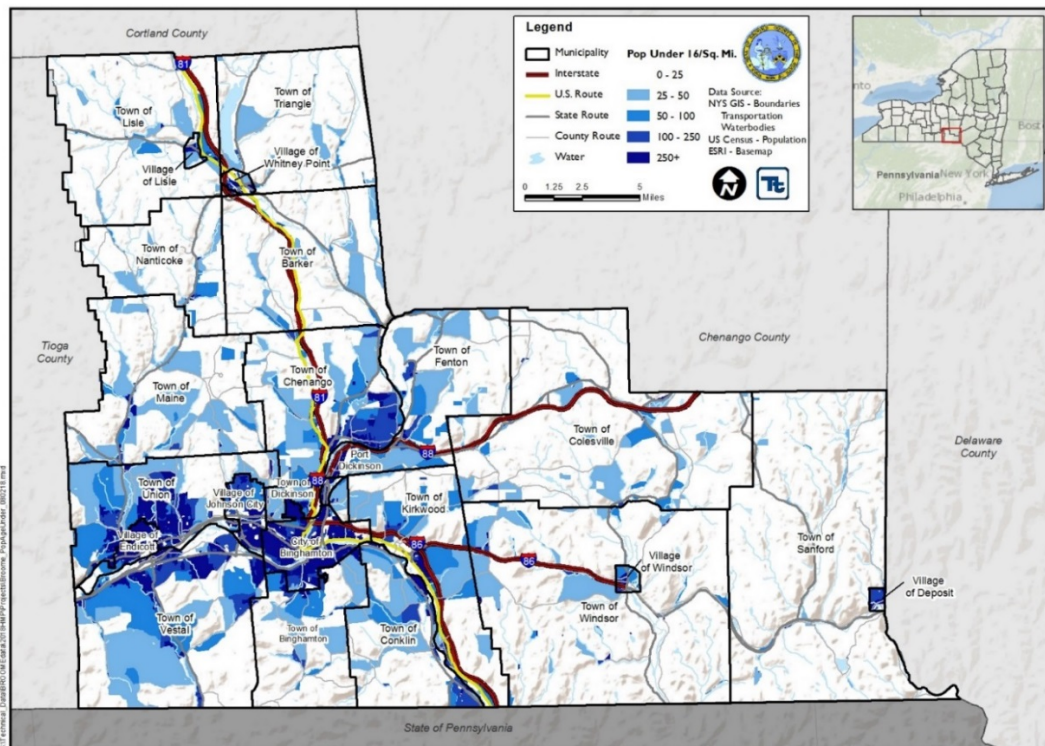 Cortland County
Legend
Municipality
Interstate
U.S. Route
State Route
County Route
Water
Pop Under 16/Sq. Mi.
0 - 25
25 - 50
50 - 100
100 - 250
250+
Data Source:
NYS GIS - Boundaries
Transportation
Waterbodies
US Census - Population
ESRI - Basemap
0 1.25 2.5 5
Miles
N
Tt
Pennsylvania
New York
Philadelphia
Bost
81
Town of
Lisle
Town of
Triangle
Village
of Lisle
Village of
Whitney Point
Town of
Nanticoke
Town of
Barker
Tioga
County
Chenango County
Town of
Maine
Town of
Chenango
81
Town of
Fenton
Town of
Colesville
Delaware
County
88
Port
Dickinson
Town of
Dickinson
88
Town of
Union
Village of
Johnson City
Town of
Kirkwood
Village of
Endicott
City of
Binghamton
86
86
Town of
Sanford
Village
of Windsor
Village
of Deposit
Town of
Windsor
Town of
Vestal
Town of
Binghamton
Town of
Conklin
State of Pennsylvania